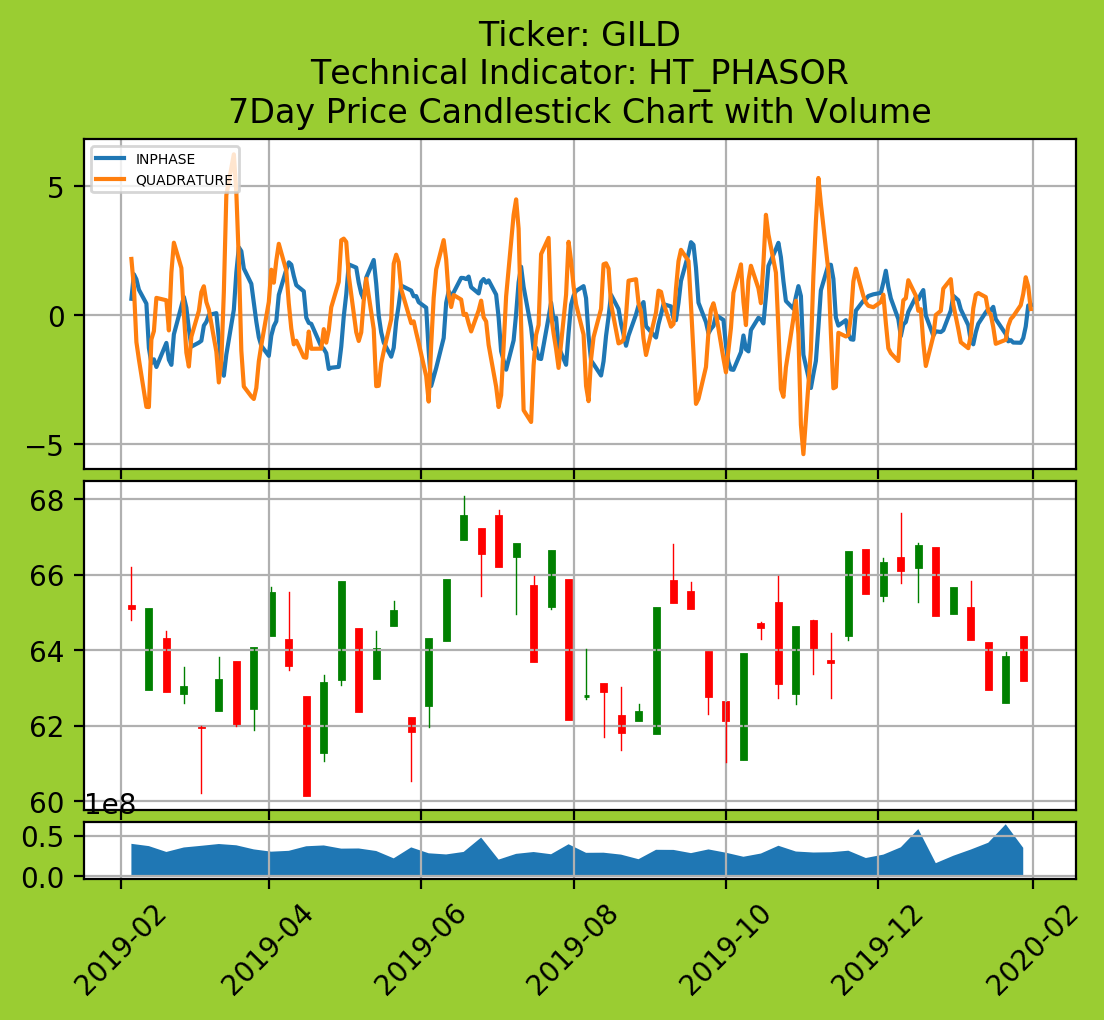 Ticker: GILD
Technical Indicator: HT_PHASOR
7Day Price Candlestick Chart with Volume
INPHASE
QUADRATURE
5
0
−5
68
66
64
62
60
1e8
0.5
0.0
2019-02
2019-04
2019-06
2019-08
2019-10
2019-12
2020-02